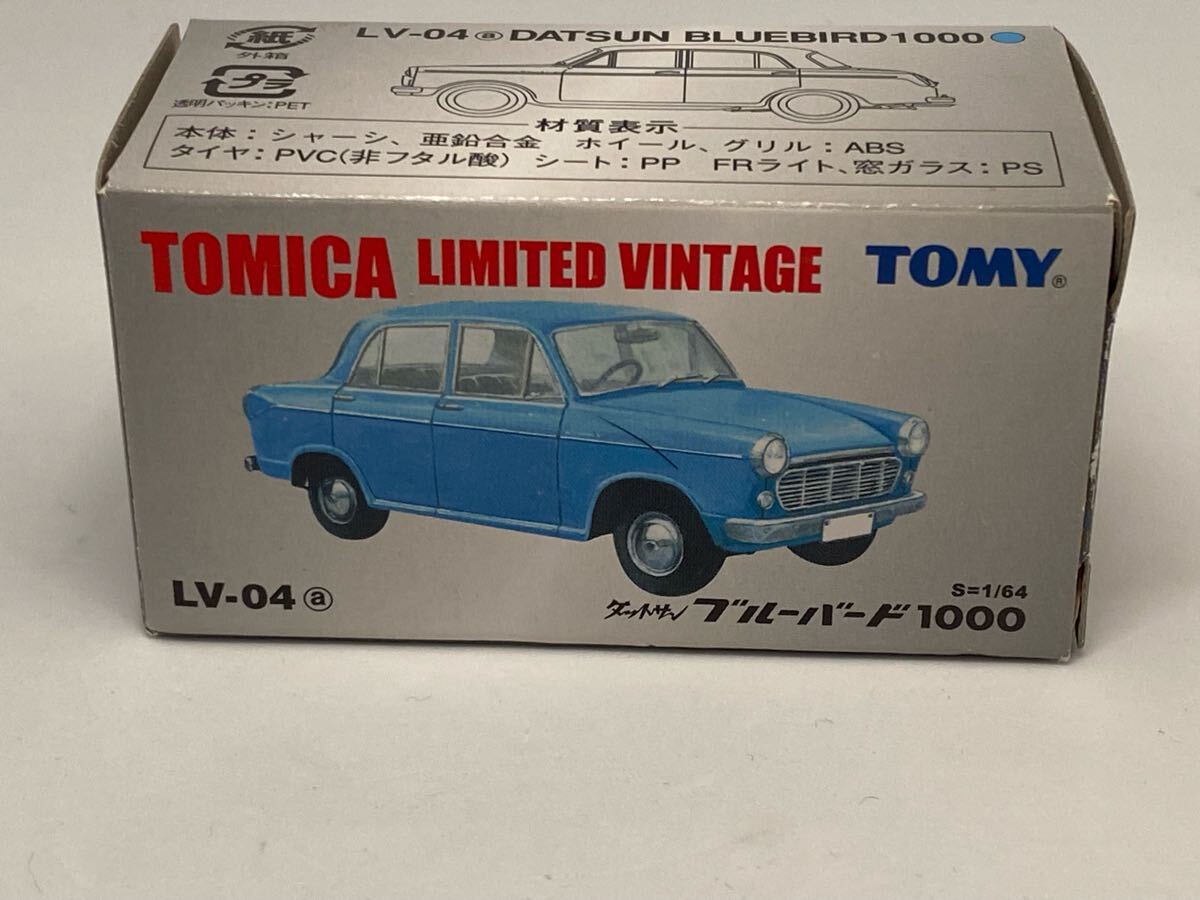 紙
外箱
プラ
透明パッキン:PET
LV-04 ⓐ DATSUN BLUEBIRD1000
材質表示
本体：シャーシ、亜鉛合金 ホイール、グリル：ABS
タイヤ：PVC(非フタル酸) シート：PP FRライト、窓ガラス：PS
TOMICA LIMITED VINTAGE TOMY®
LV-04 ⓐ
S=1/64
ダットサン ブルーバード 1000